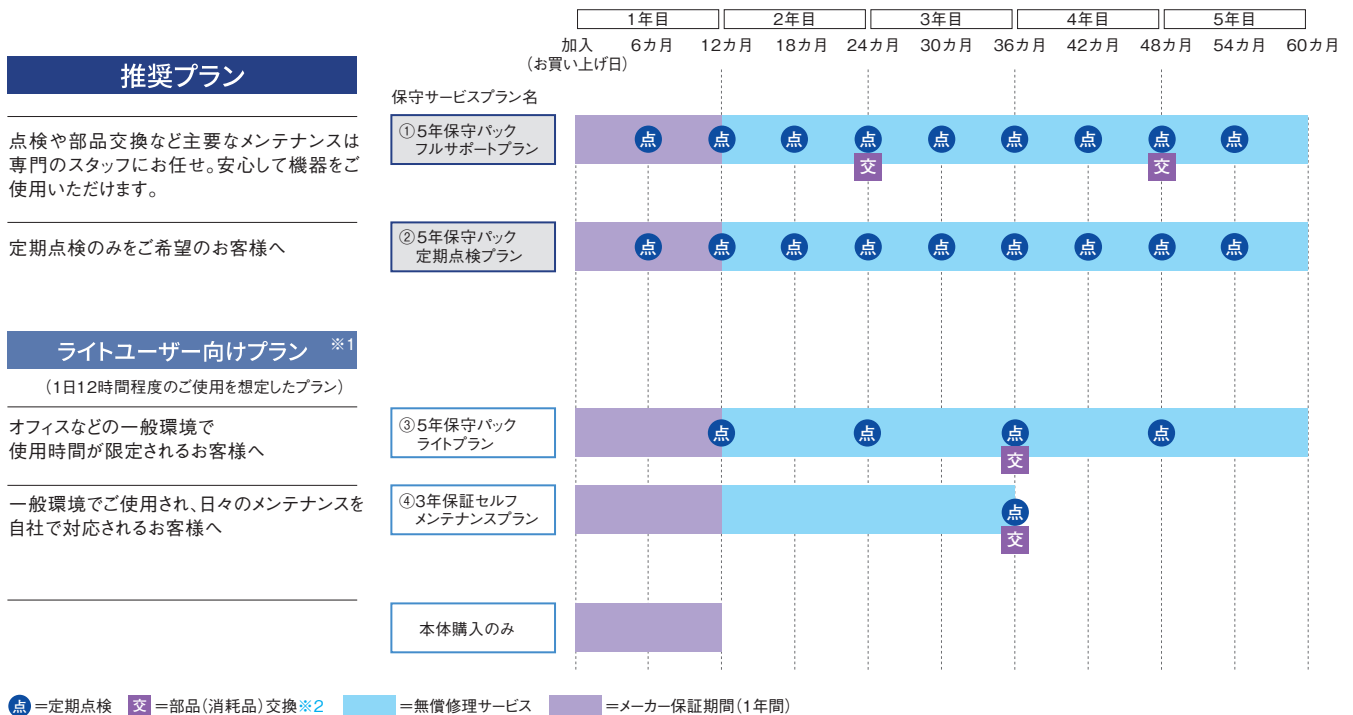 1年目 2年目 3年目 4年目 5年目
加入 6カ月 12カ月 18カ月 24カ月 30カ月 36カ月 42カ月 48カ月 54カ月 60カ月
(お買い上げ日)
推奨プラン
保守サービスプラン名
点検や部品交換など主要なメンテナンスは
専門のスタッフにお任せ。安心して機器をご
使用いただけます。
①5年保守パック
フルサポートプラン
点 点 点 点 点 点 点 点 点
交 交
定期点検のみをご希望のお客様へ
②5年保守パック
定期点検プラン
点 点 点 点 点 点 点 点 点
ライトユーザー向けプラン ※1
(1日12時間程度のご使用を想定したプラン)
オフィスなどの一般環境で
使用時間が限定されるお客様へ
③5年保守パック
ライトプラン
点 点 点 点
交
一般環境でご使用され、日々のメンテナンスを
自社で対応されるお客様へ
④3年保証セルフ
メンテナンスプラン
点
交
本体購入のみ
点 =定期点検 交 =部品(消耗品)交換※2 =無償修理サービス =メーカー保証期間(1年間)